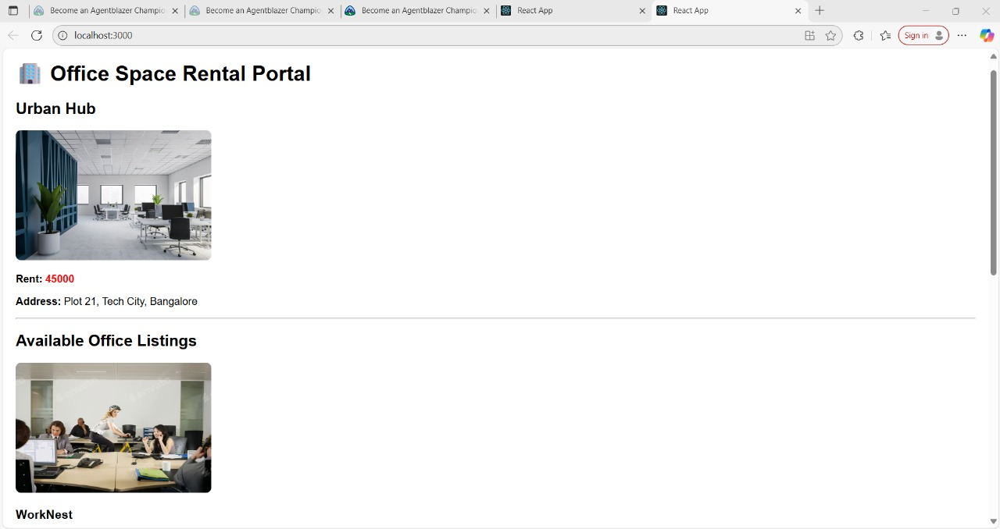 Become an Agentblazer Champio
Become an Agentblazer Champio
Become an Agentblazer Champio
React App
React App
localhost:3000
Sign in
Office Space Rental Portal
Urban Hub
Rent: 45000
Address: Plot 21, Tech City, Bangalore
Available Office Listings
WorkNest